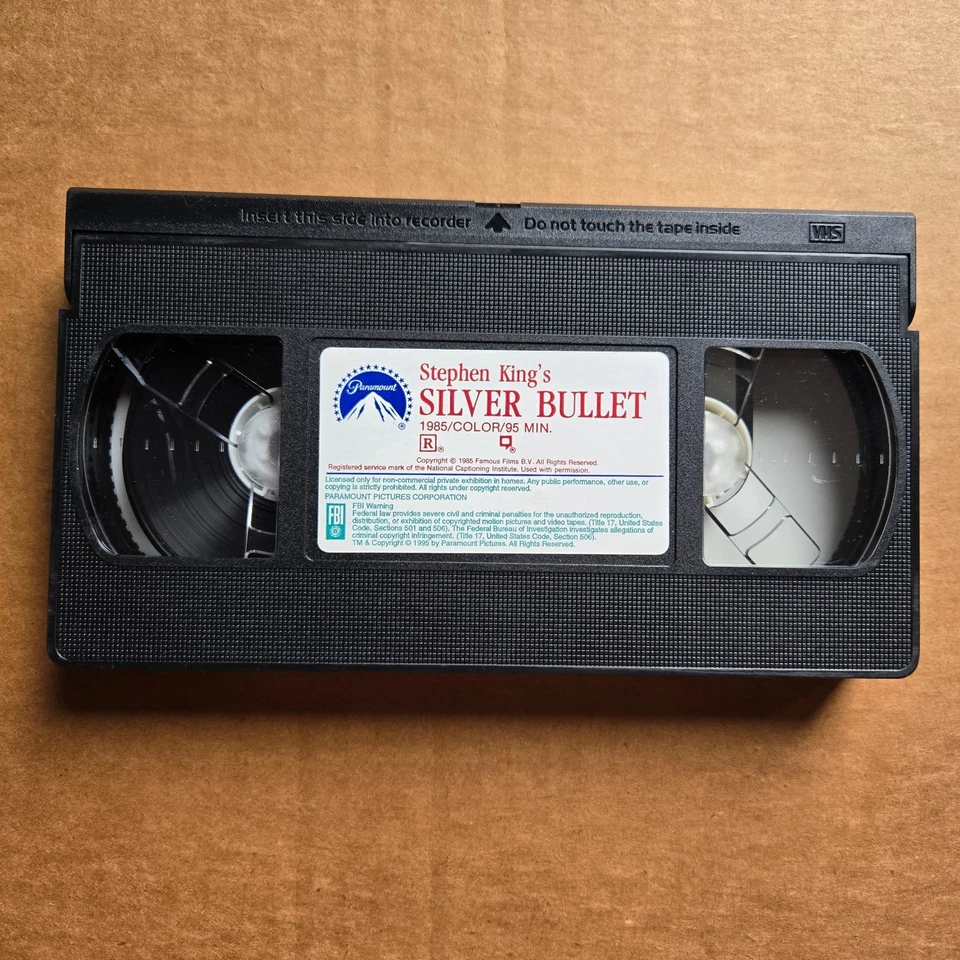 Insert this side into recorder Do not touch the tape inside VHS
Paramount
®
Stephen King's
SILVER BULLET
1985/COLOR/95 MIN.
R ® ®
Copyright © 1985 Famous Films B.V. All Rights Reserved.
Registered service mark of the National Captioning Institute. Used with permission.
Licensed only for non-commercial private exhibition in homes. Any public performance, other use, or
copying is strictly prohibited. All rights under copyright reserved.
PARAMOUNT PICTURES CORPORATION
FBI
FBI Warning
Federal law provides severe civil and criminal penalties for the unauthorized reproduction,
distribution, or exhibition of copyrighted motion pictures and video tapes. (Title 17, United States
Code, Sections 501 and 506). The Federal Bureau of Investigation investigates allegations of
criminal copyright infringement. (Title 17, United States Code, Section 506).
TM & Copyright © 1995 by Paramount Pictures. All Rights Reserved.